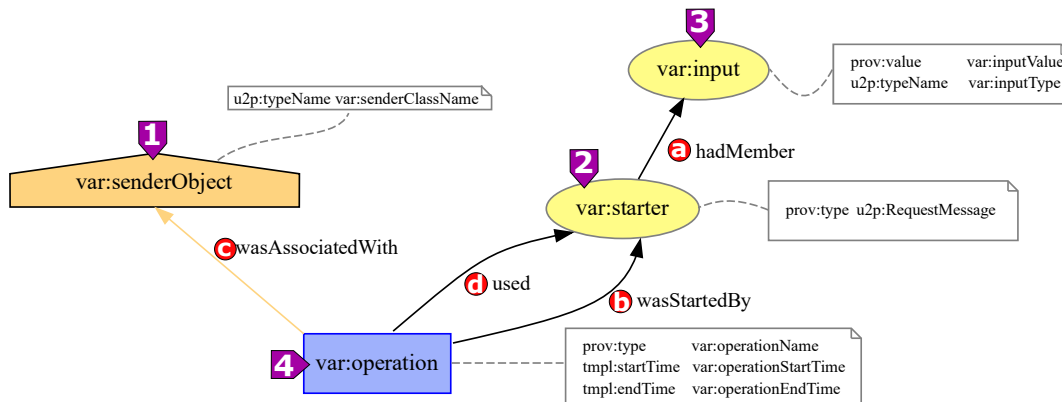 3
var:input
prov:value var:inputValue
u2p:typeName var:inputType
u2p:typeName var:senderClassName
1
var:senderObject
a hadMember
2
var:starter
prov:type u2p:RequestMessage
c wasAssociatedWith
d used
b wasStartedBy
4
var:operation
prov:type var:operationName
tmpl:startTime var:operationStartTime
tmpl:endTime var:operationEndTime